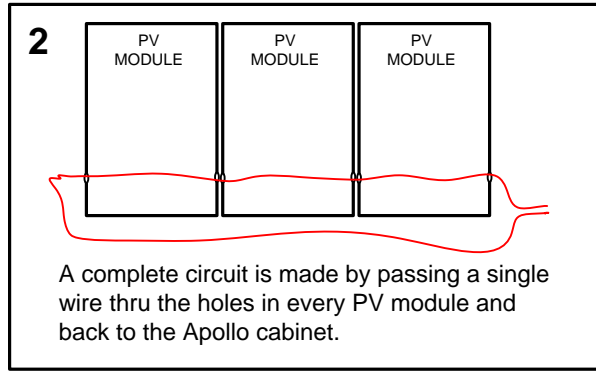 2
PV
MODULE
PV
MODULE
PV
MODULE
A complete circuit is made by passing a single
wire thru the holes in every PV module and
back to the Apollo cabinet.